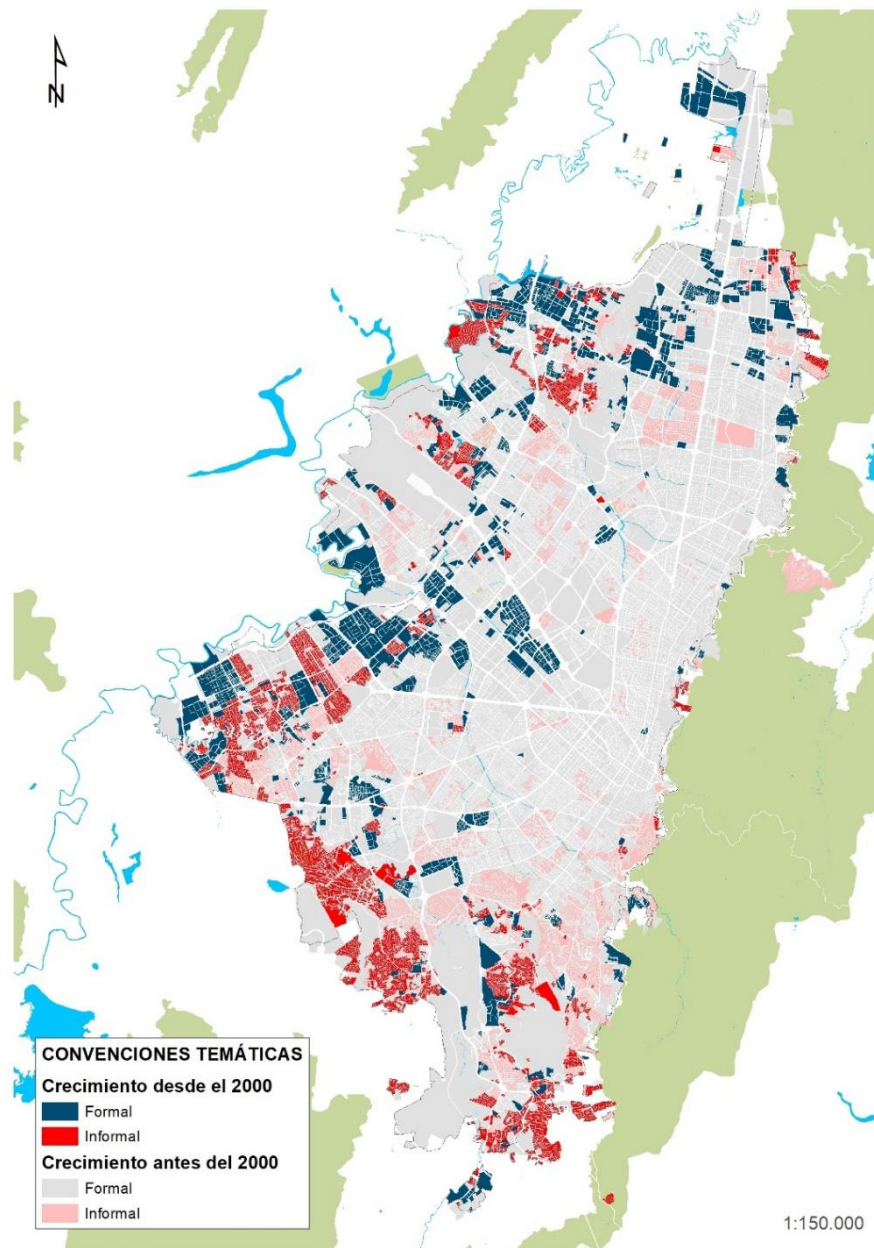 N
CONVENCIONES TEMÁTICAS
Crecimiento desde el 2000
Formal
Informal
Crecimiento antes del 2000
Formal
Informal
1:150.000